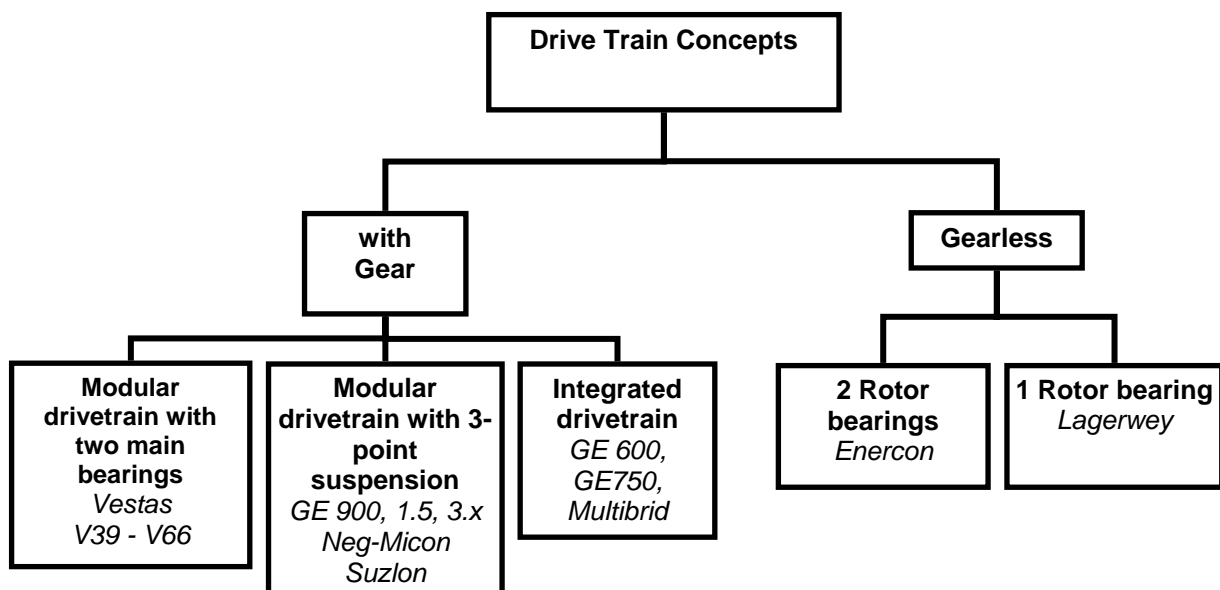 Drive Train Concepts
with
Gear
Gearless
Modular
drivetrain with
two main
bearings
Vestas
V39 - V66
Modular
drivetrain with 3-
point
suspension
GE 900, 1.5, 3.x
Neg-Micon
Suzlon
Integrated
drivetrain
GE 600,
GE750,
Multibrid
2 Rotor
bearings
Enercon
1 Rotor bearing
Lagerwey